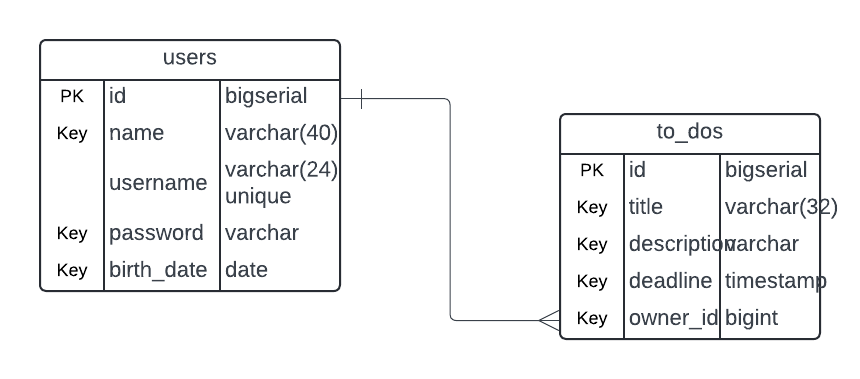 users
PK id bigserial
Key name varchar(40)
username varchar(24)
unique
Key password varchar
Key birth_date date
to_dos
PK id bigserial
Key title varchar(32)
Key description varchar
Key deadline timestamp
Key owner_id bigint